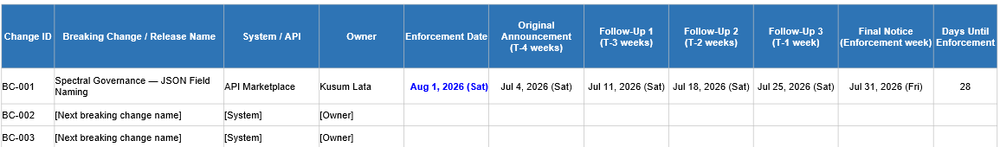 Change ID Breaking Change / Release Name System / API Owner Enforcement Date Original Announcement (T-4 weeks) Follow-Up 1 (T-3 weeks) Follow-Up 2 (T-2 weeks) Follow-Up 3 (T-1 week) Final Notice (Enforcement week) Days Until Enforcement
BC-001 Spectral Governance — JSON Field Naming API Marketplace Kusum Lata Aug 1, 2026 (Sat) Jul 4, 2026 (Sat) Jul 11, 2026 (Sat) Jul 18, 2026 (Sat) Jul 25, 2026 (Sat) Jul 31, 2026 (Fri) 28
BC-002 [Next breaking change name] [System] [Owner]
BC-003 [Next breaking change name] [System] [Owner]